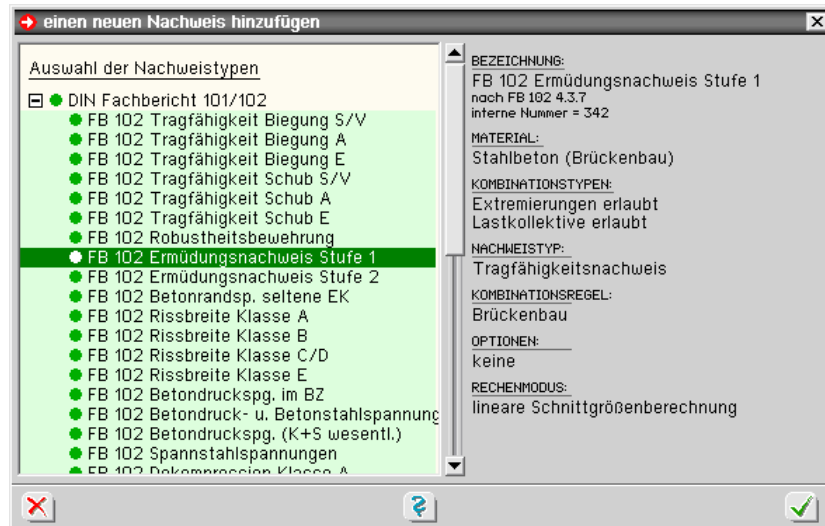 einen neuen Nachweis hinzufügen
Auswahl der Nachweistypen
DIN Fachbericht 101/102
FB 102 Tragfähigkeit Biegung S/V
FB 102 Tragfähigkeit Biegung A
FB 102 Tragfähigkeit Biegung E
FB 102 Tragfähigkeit Schub S/V
FB 102 Tragfähigkeit Schub A
FB 102 Tragfähigkeit Schub E
FB 102 Robustheitsbewehrung
FB 102 Ermüdungsnachweis Stufe 1
FB 102 Ermüdungsnachweis Stufe 2
FB 102 Betonrandsp. seltene EK
FB 102 Rissbreite Klasse A
FB 102 Rissbreite Klasse B
FB 102 Rissbreite Klasse C/D
FB 102 Rissbreite Klasse E
FB 102 Betondruckspg. im BZ
FB 102 Betondruck- u. Betonstahlspannung
FB 102 Betondruckspg. (K+S wesentl.)
FB 102 Spannstahlspannungen
FB 102 Dekompression Klasse A
BEZEICHNUNG:
FB 102 Ermüdungsnachweis Stufe 1
nach FB 102 4.3.7
interne Nummer = 342
MATERIAL:
Stahlbeton (Brückenbau)
KOMBINATIONSTYPEN:
Extremierungen erlaubt
Lastkollektive erlaubt
NACHWEISTYP:
Tragfähigkeitsnachweis
KOMBINATIONSREGEL:
Brückenbau
OPTIONEN:
keine
RECHENMODUS:
lineare Schnittgrößenberechnung